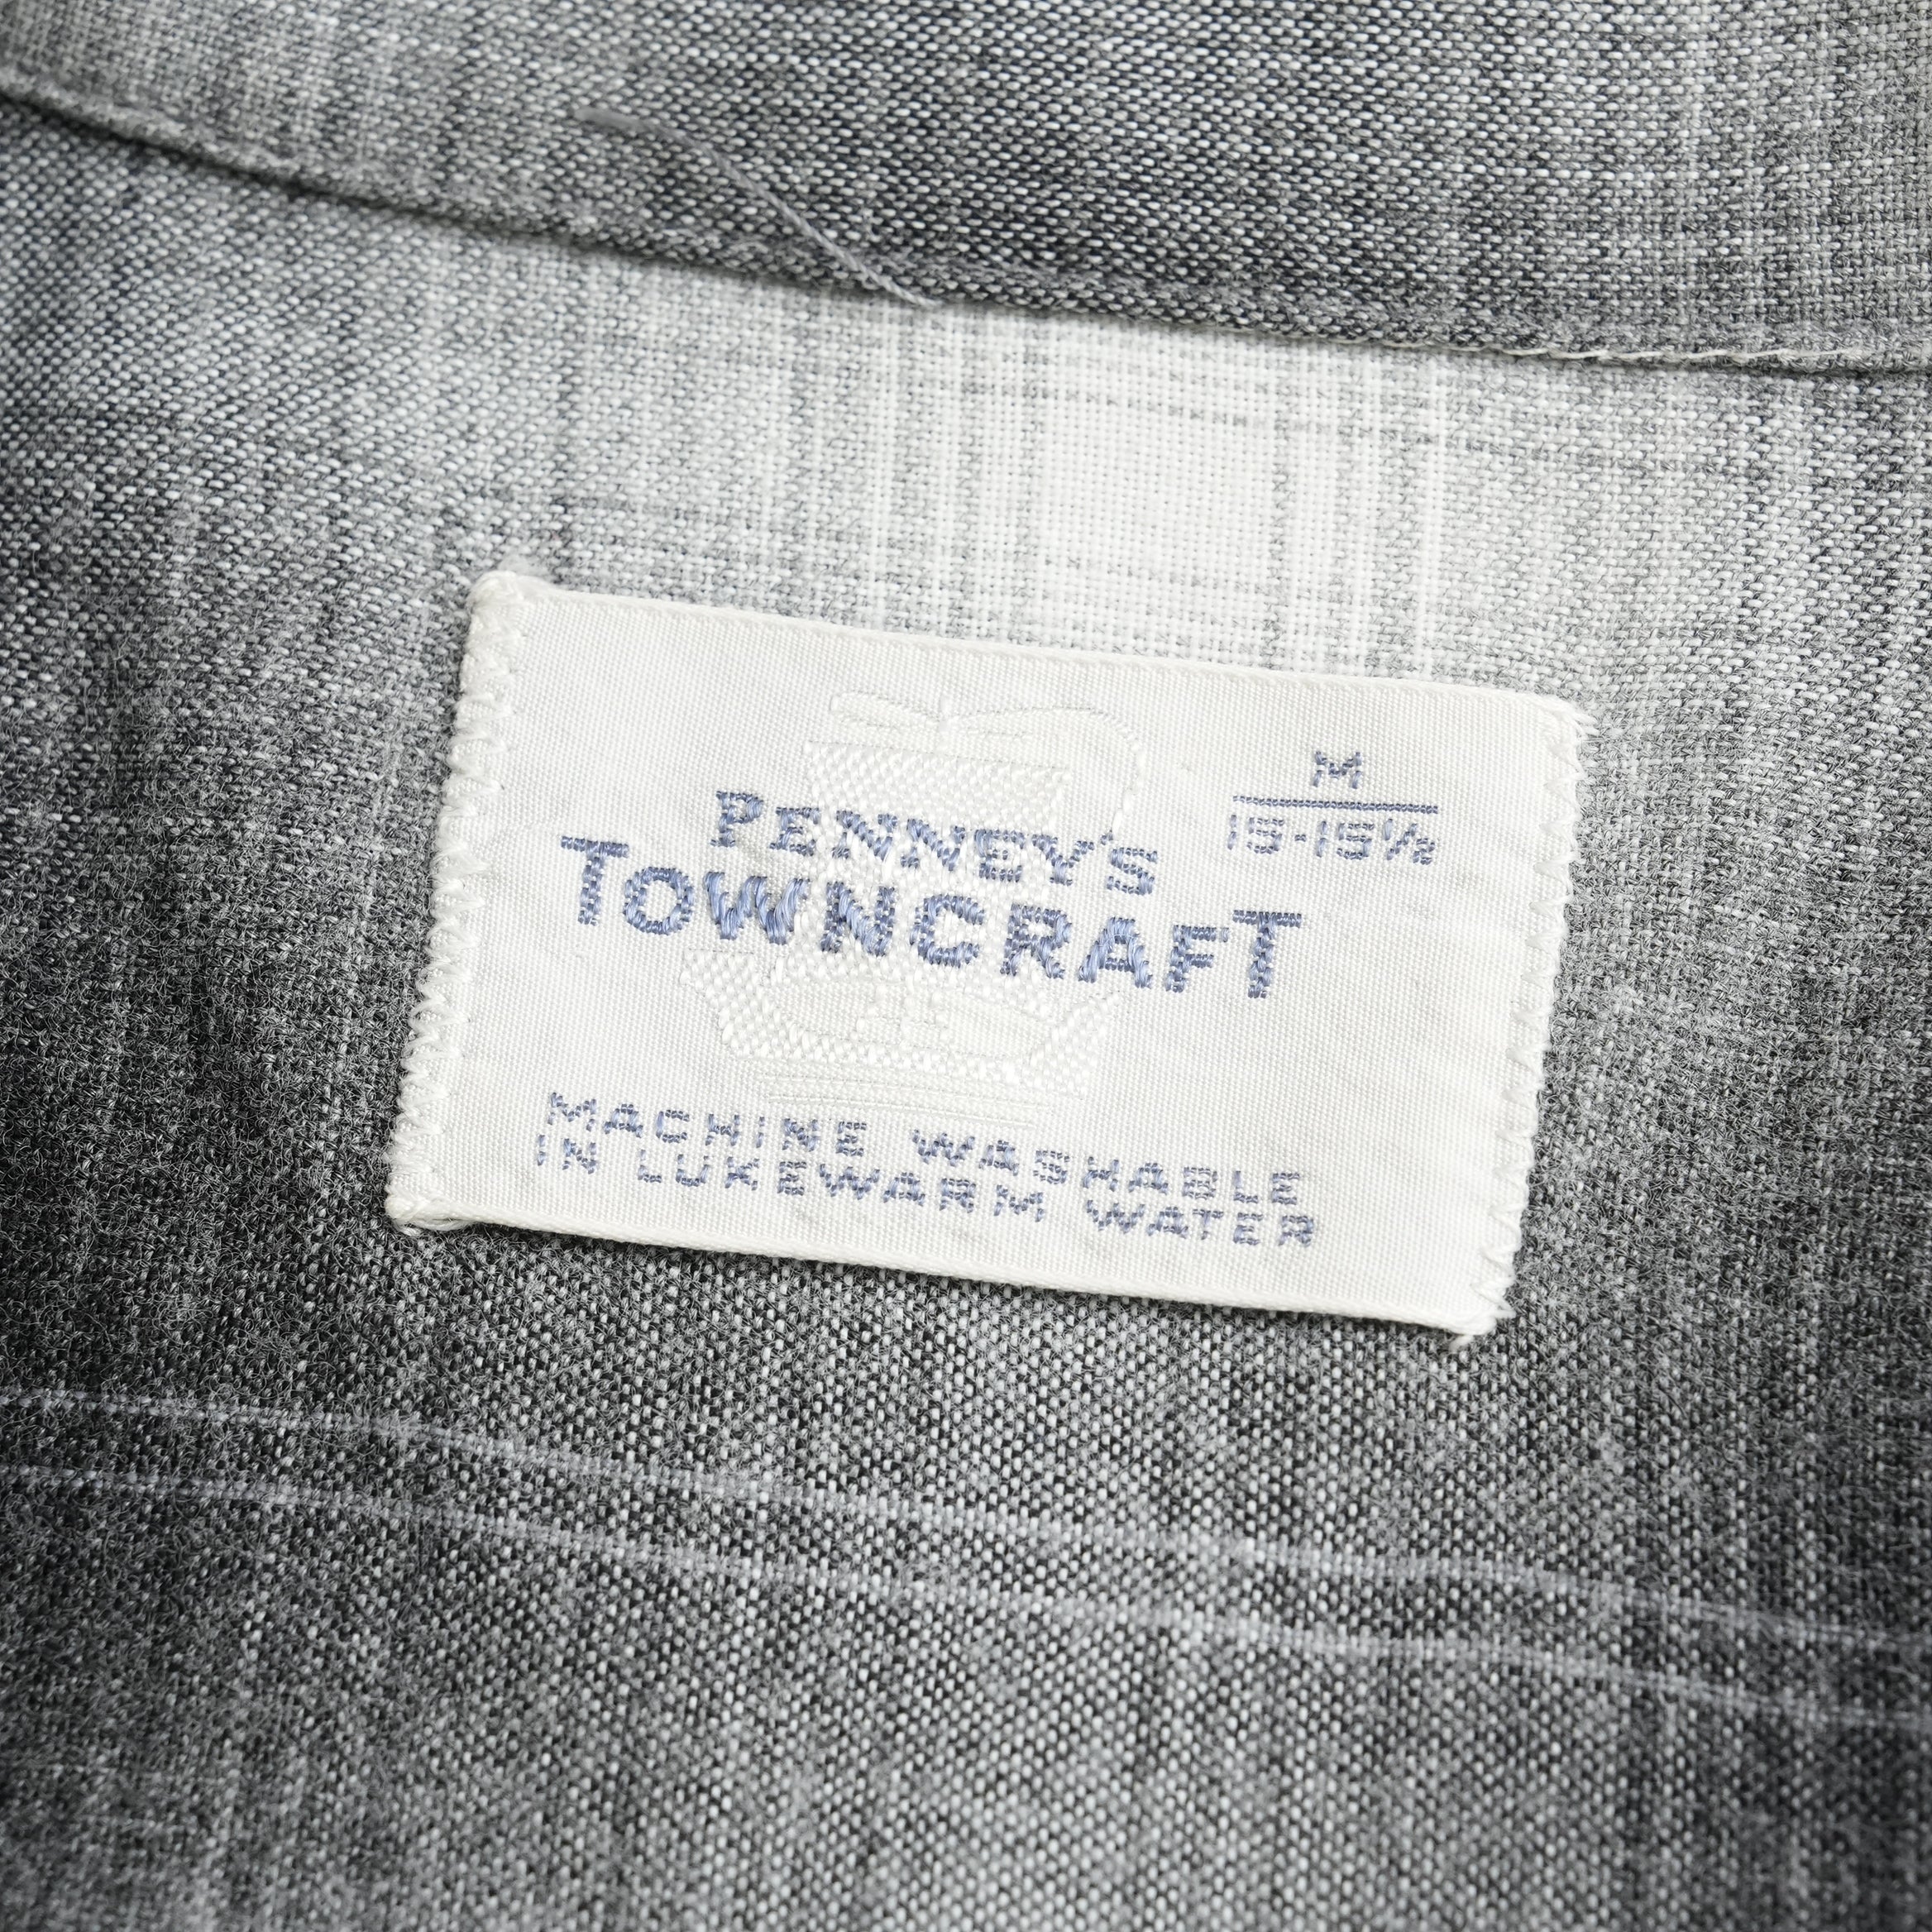 PENNEY'S
TOWNCRAFT
M
15-15½
MACHINE WASHABLE
IN LUKEWARM WATER